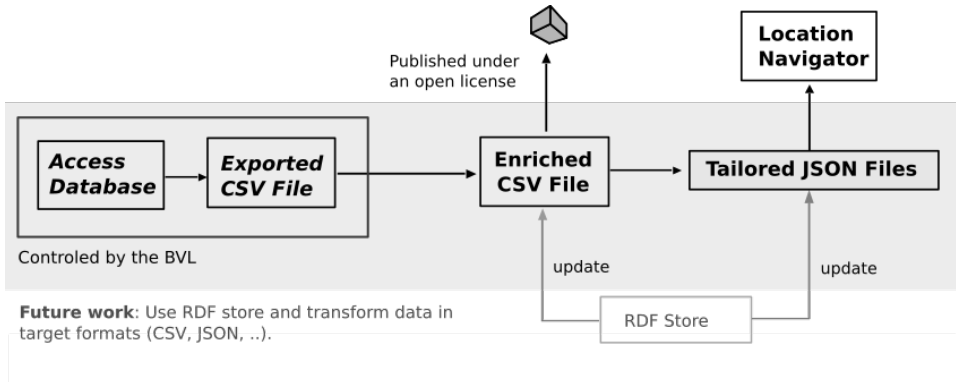 Location
Navigator
Published under
an open license
Access
Database
Exported
CSV File
Enriched
CSV File
Tailored JSON Files
Controled by the BVL
update
update
Future work: Use RDF store and transform data in
target formats (CSV, JSON, ..).
RDF Store